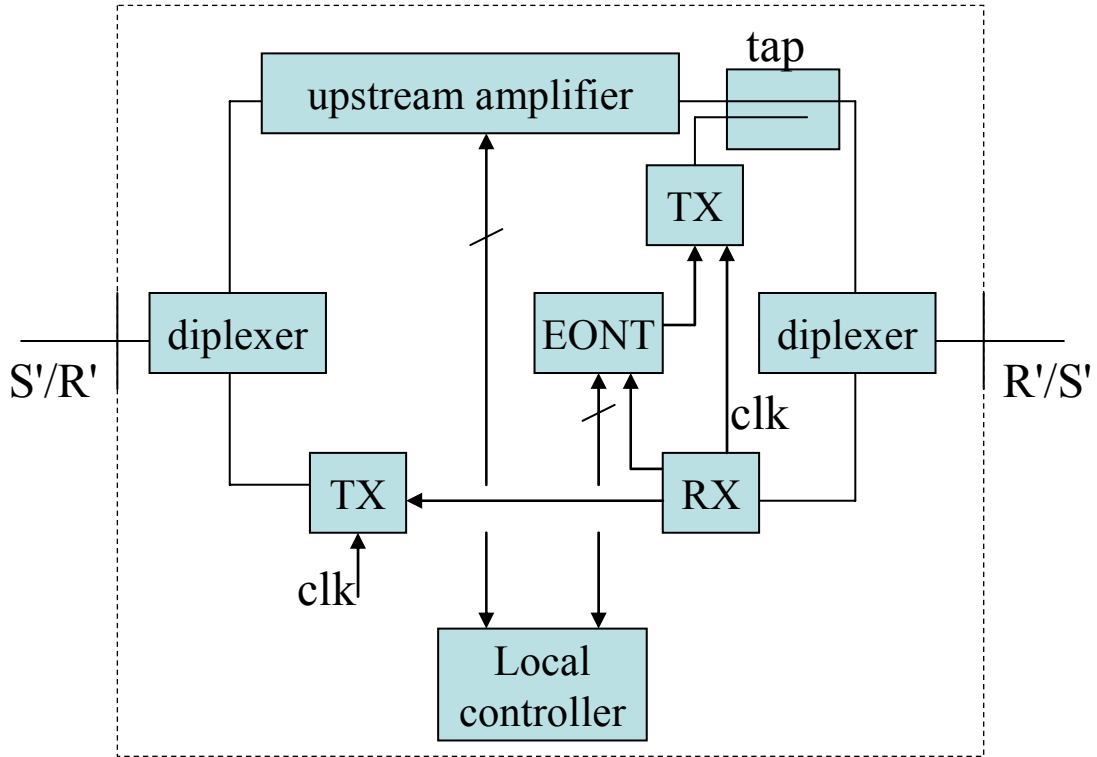 tap
upstream amplifier
TX
EONT
diplexer
diplexer
S'/R'
R'/S'
clk
TX
RX
clk
Local
controller